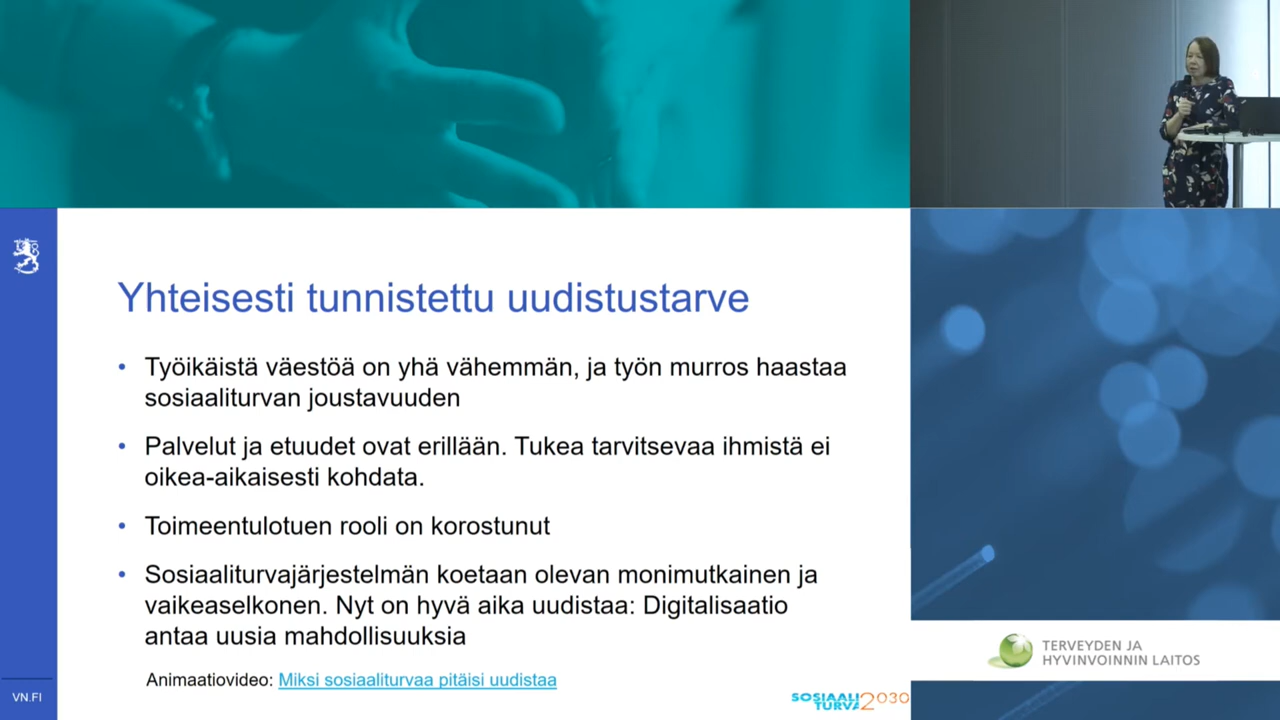 Yhteisesti tunnistettu uudistustarve
• Työikäistä väestöä on yhä vähemmän, ja työn murros haastaa
sosiaaliturvan joustavuuden
• Palvelut ja etuudet ovat erillään. Tukea tarvitsevaa ihmistä ei
oikea-aikaisesti kohdata.
• Toimeentulotuen rooli on korostunut
• Sosiaaliturvajärjestelmän koetaan olevan monimutkainen ja
vaikeaselkonen. Nyt on hyvä aika uudistaa: Digitalisaatio
antaa uusia mahdollisuuksia
Animaatiovideo: Miksi sosiaaliturvaa pitäisi uudistaa
VN.FI
SOSIAALI
TURVA2030
TERVEYDEN JA
HYVINVOINNIN LAITOS